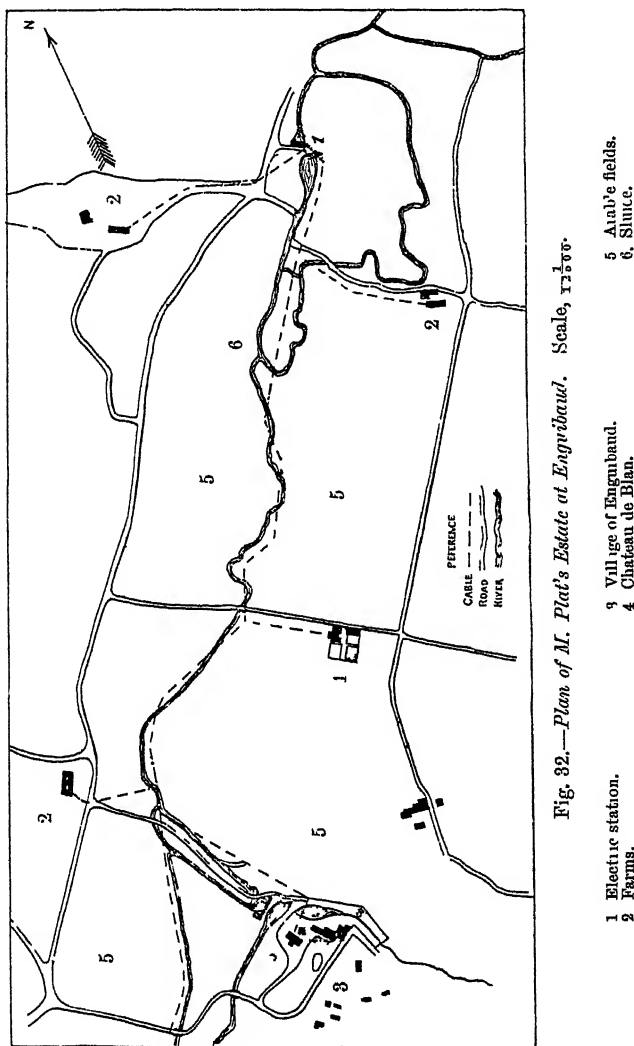 N
2
1
6
2
5
5
1
2
5
5
3
REFERENCE
CABLE
ROAD
RIVER
Fig. 32.—Plan of M. Plat's Estate at Enguibaud. Scale, 1/12500.
1 Electric station.
2 Farms.
3 Village of Enguibaud.
4 Chateau de Blan.
5 Arable fields.
6, Sluice.